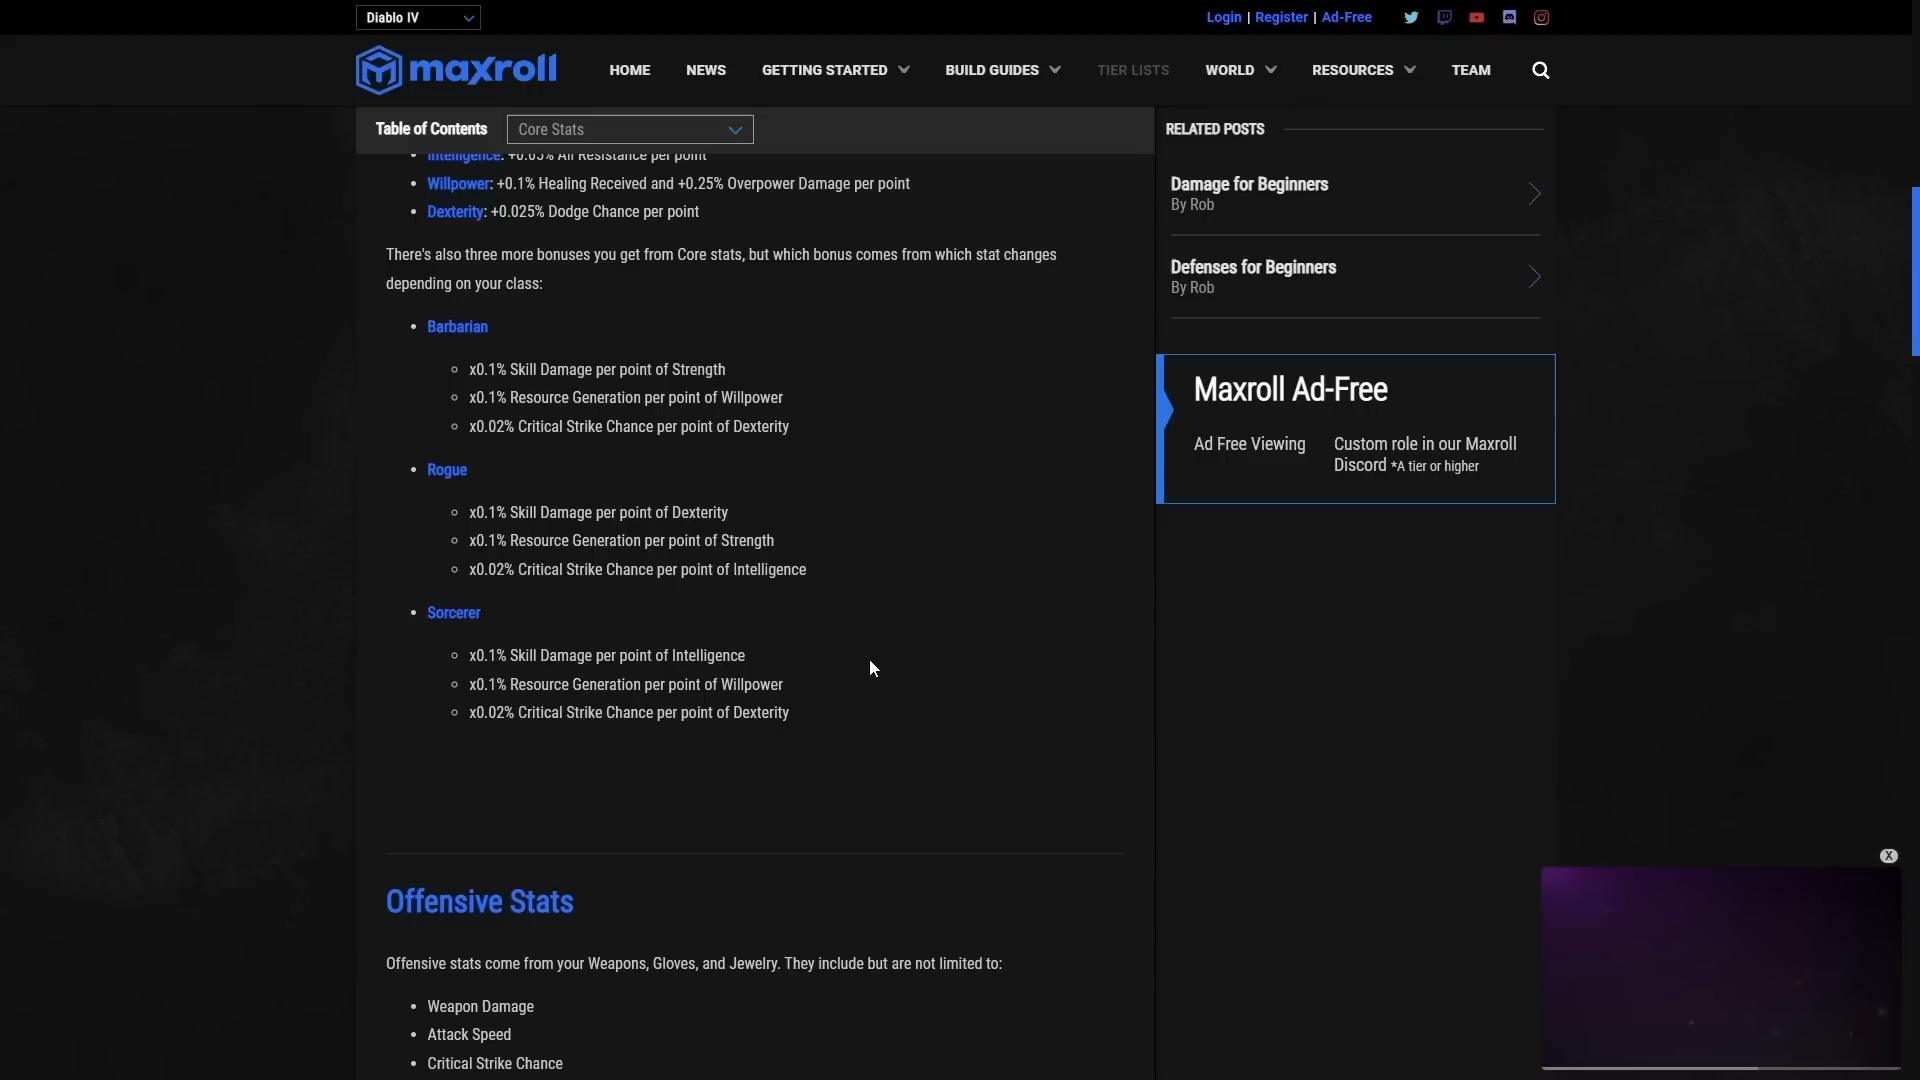 Diablo IV
Login | Register | Ad-Free
maxroll
HOME NEWS GETTING STARTED BUILD GUIDES TIER LISTS WORLD RESOURCES TEAM
Table of Contents Core Stats
Intelligence: +0.05% All Resistance per point
Willpower: +0.1% Healing Received and +0.25% Overpower Damage per point
Dexterity: +0.025% Dodge Chance per point
There's also three more bonuses you get from Core stats, but which bonus comes from which stat changes
depending on your class:
Barbarian
x0.1% Skill Damage per point of Strength
x0.1% Resource Generation per point of Willpower
x0.02% Critical Strike Chance per point of Dexterity
Rogue
x0.1% Skill Damage per point of Dexterity
x0.1% Resource Generation per point of Strength
x0.02% Critical Strike Chance per point of Intelligence
Sorcerer
x0.1% Skill Damage per point of Intelligence
x0.1% Resource Generation per point of Willpower
x0.02% Critical Strike Chance per point of Dexterity
Offensive Stats
Offensive stats come from your Weapons, Gloves, and Jewelry. They include but are not limited to:
Weapon Damage
Attack Speed
Critical Strike Chance
RELATED POSTS
Damage for Beginners
By Rob
Defenses for Beginners
By Rob
Maxroll Ad-Free
Ad Free Viewing
Custom role in our Maxroll
Discord *A tier or higher
X